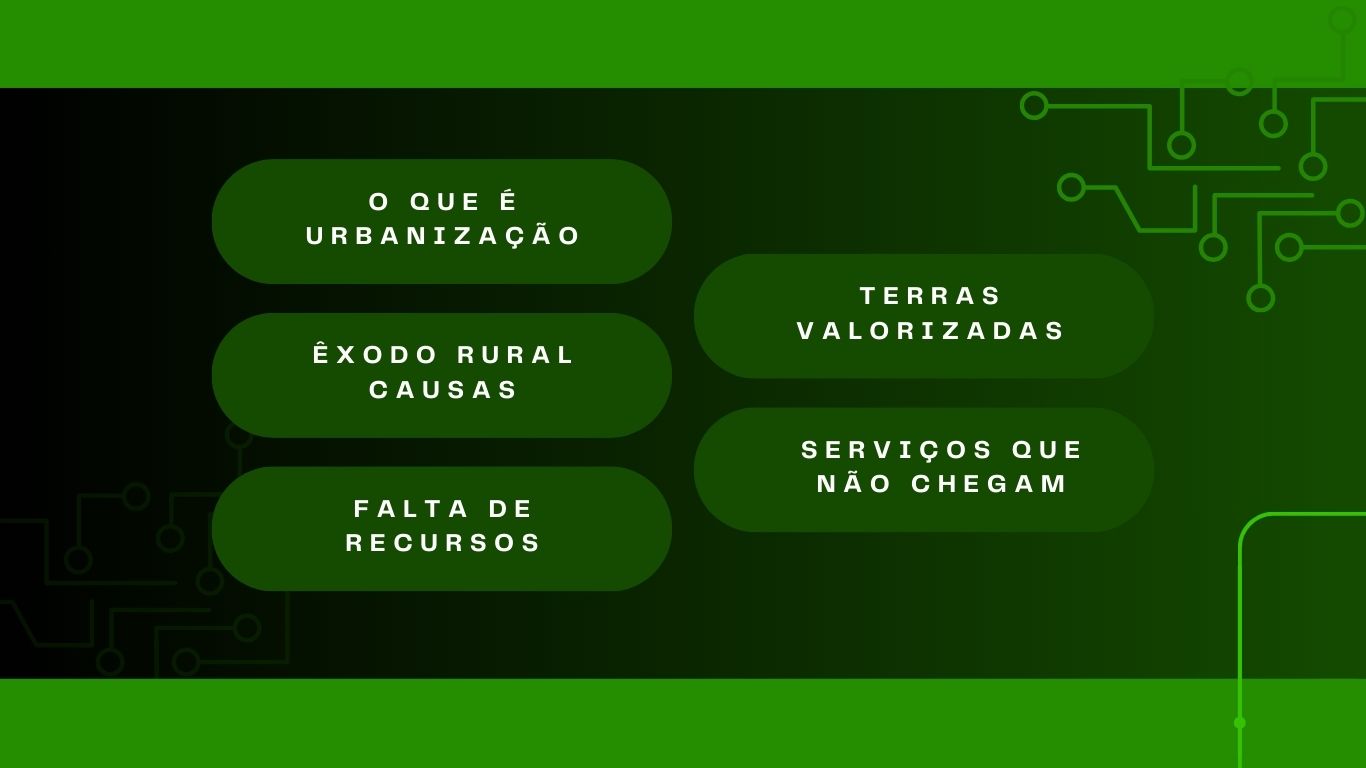 O QUE É
URBANIZAÇÃO
ÊXODO RURAL
CAUSAS
FALTA DE
RECURSOS
TERRAS
VALORIZADAS
SERVIÇOS QUE
NÃO CHEGAM